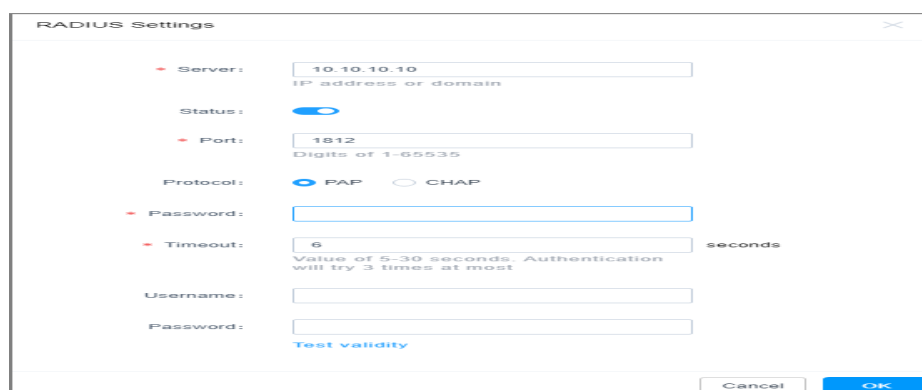 RADIUS Settings
* Server: 10.10.10.10
IP address or domain
Status:
* Port: 1812
Digits of 1-65535
Protocol: PAP CHAP
* Password:
* Timeout: 6 seconds
Value of 5-30 seconds. Authentication
will try 3 times at most
Username:
Password:
Test validity
Cancel OK